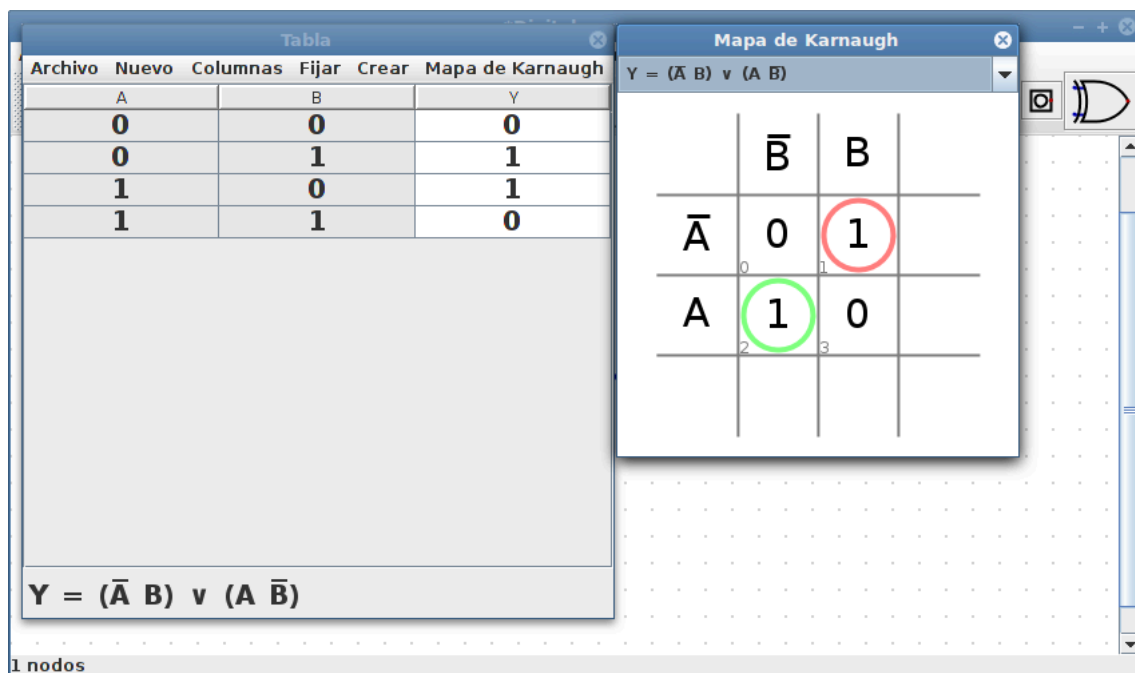 Tabla
Archivo Nuevo Columnas Fijar Crear Mapa de Karnaugh
A B Y
0 0 0
0 1 1
1 0 1
1 1 0
Y = (A̅ B) ∨ (A B̅)
Mapa de Karnaugh
Y = (A̅ B) ∨ (A B̅)
B̅ B
A̅ 0 1
0 1
A 1 0
2 3
1 nodos